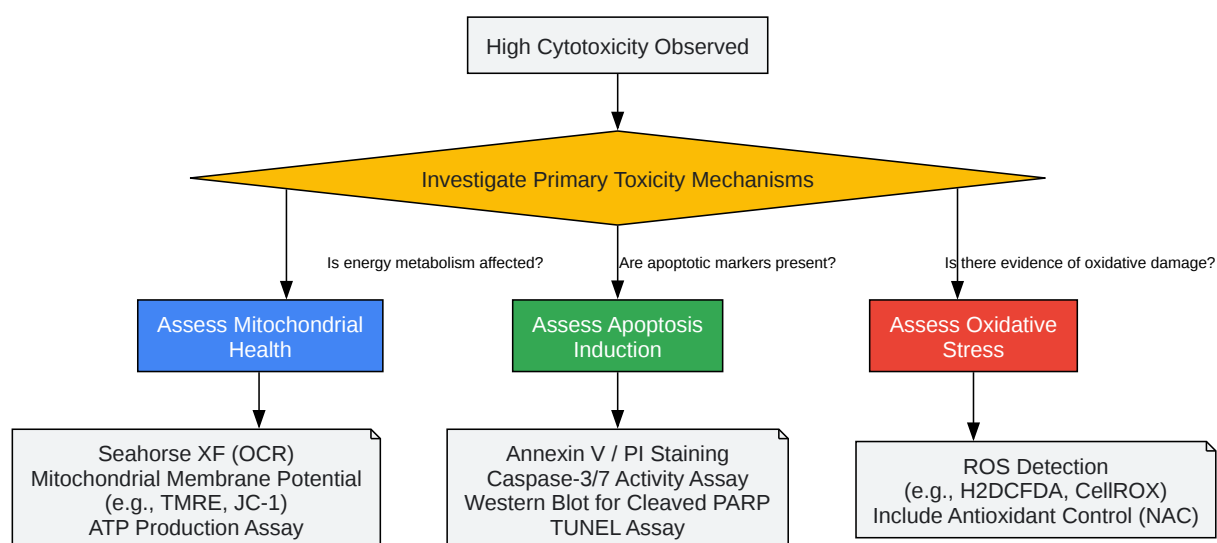 High Cytotoxicity Observed
Investigate Primary Toxicity Mechanisms
Is energy metabolism affected?
Are apoptotic markers present?
Is there evidence of oxidative damage?
Assess Mitochondrial
Health
Assess Apoptosis
Induction
Assess Oxidative
Stress
Seahorse XF (OCR)
Mitochondrial Membrane Potential
(e.g., TMRE, JC-1)
ATP Production Assay
Annexin V / PI Staining
Caspase-3/7 Activity Assay
Western Blot for Cleaved PARP
TUNEL Assay
ROS Detection
(e.g., H2DCFDA, CellROX)
Include Antioxidant Control (NAC)